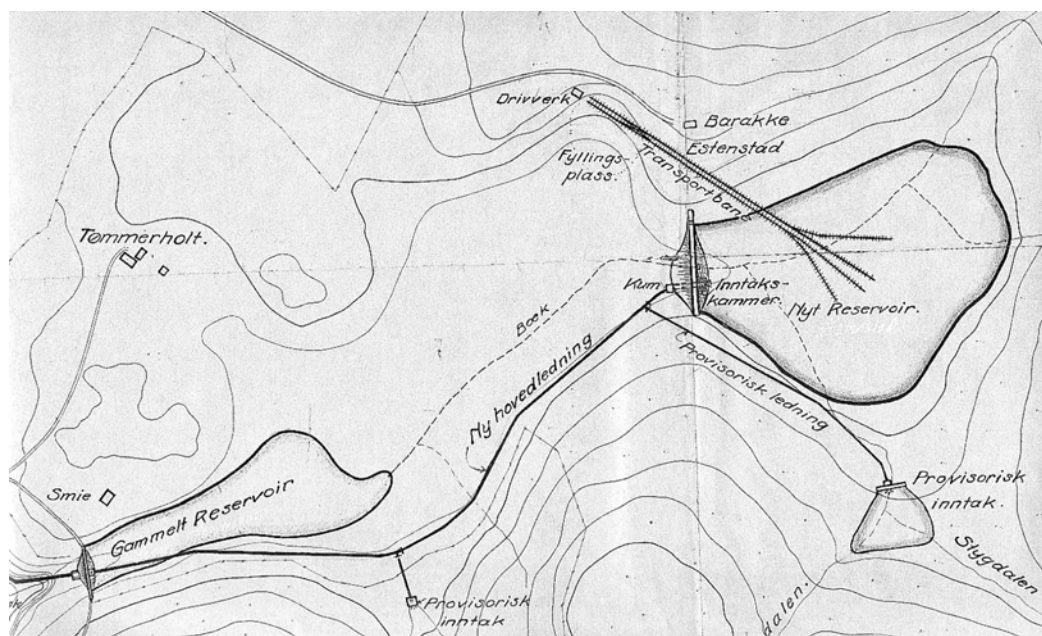 Drivverk
Barakke
Estenstad
Fyllings-
plass.
Transportbane
Tømmerholt.
Kum
Inntaks-
kammer.
Nyt Reservoir.
Bæk
Ny hovedledning
Provisorisk ledning
Smie
Gammelt Reservoir
Provisorisk
inntak.
Stygdalen
Provisorisk
inntak
dalen.